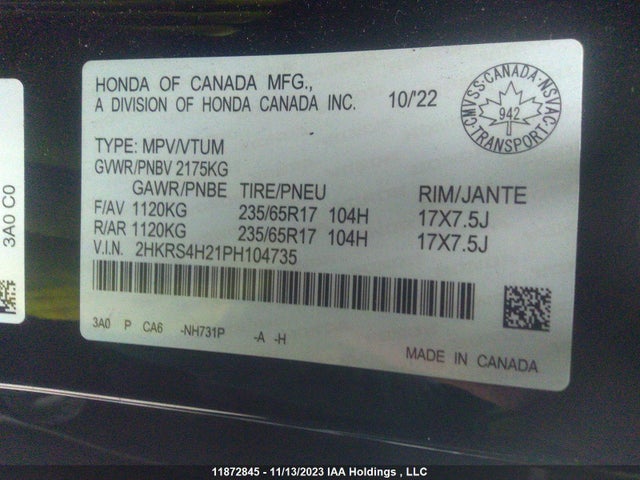 HONDA OF CANADA MFG.,
A DIVISION OF HONDA CANADA INC. 10/'22
CMVSS·CANADA·NSVAC
942
TRANSPORT
TYPE: MPV/VTUM
GVWR/PNBV 2175KG
GAWR/PNBE TIRE/PNEU RIM/JANTE
F/AV 1120KG 235/65R17 104H 17X7.5J
R/AR 1120KG 235/65R17 104H 17X7.5J
V.I.N. 2HKRS4H21PH104735
3A0 P CA6 -NH731P -A -H
MADE IN CANADA
3A0 C0
11872845 - 11/13/2023 IAA Holdings , LLC